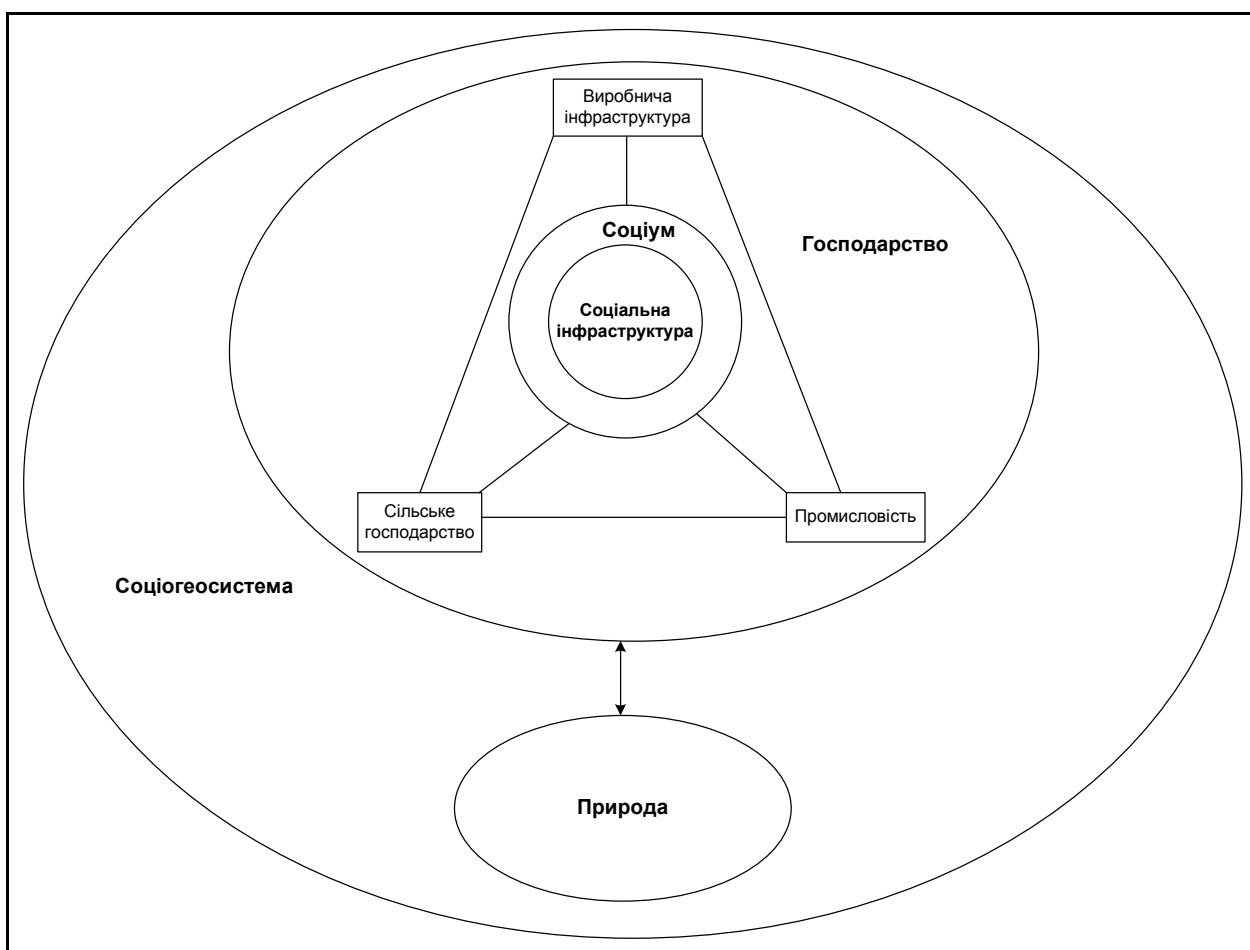 Виробнича
інфраструктура
Соціум
Господарство
Соціальна
інфраструктура
Сільське
господарство
Промисловість
Соціогеосистема
Природа